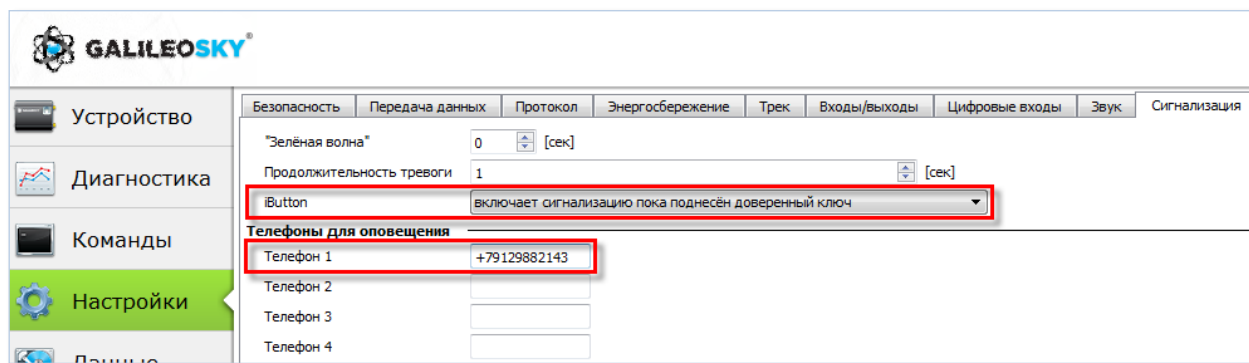 GALILEOSKY®
Устройство
Диагностика
Команды
Настройки
Данные
Безопасность Передача данных Протокол Энергосбережение Трек Входы/выходы Цифровые входы Звук Сигнализация
"Зелёная волна" 0 [сек]
Продолжительность тревоги 1 [сек]
iButton включает сигнализацию пока поднесён доверенный ключ
Телефоны для оповещения
Телефон 1 +79129882143
Телефон 2
Телефон 3
Телефон 4